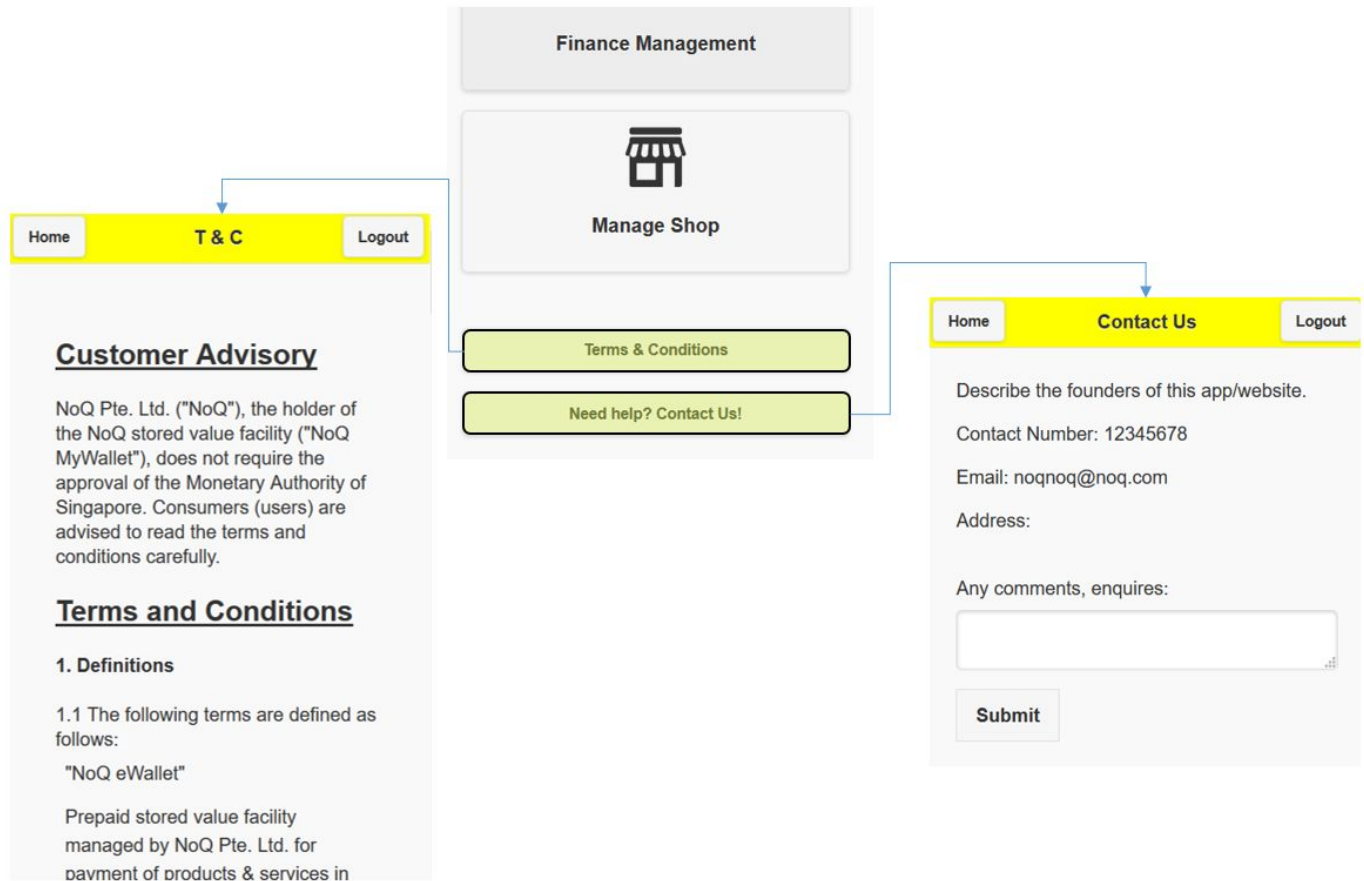 Finance Management
Manage Shop
Terms & Conditions
Need help? Contact Us!
Home
T & C
Logout
Customer Advisory
NoQ Pte. Ltd. ("NoQ"), the holder of
the NoQ stored value facility ("NoQ
MyWallet"), does not require the
approval of the Monetary Authority of
Singapore. Consumers (users) are
advised to read the terms and
conditions carefully.
Terms and Conditions
1. Definitions
1.1 The following terms are defined as
follows:
"NoQ eWallet"
Prepaid stored value facility
managed by NoQ Pte. Ltd. for
payment of products & services in
Home
Contact Us
Logout
Describe the founders of this app/website.
Contact Number: 12345678
Email: noqnoq@noq.com
Address:
Any comments, enquires:
Submit